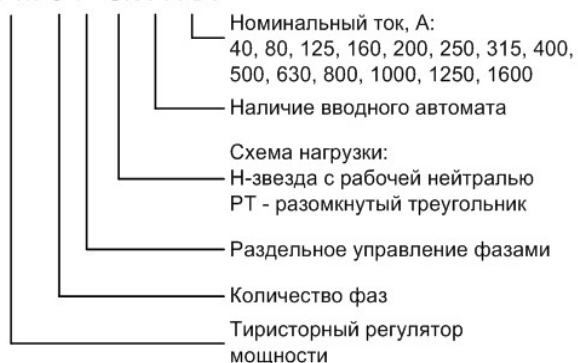 Номинальный ток, А:
40, 80, 125, 160, 200, 250, 315, 400,
500, 630, 800, 1000, 1250, 1600
Наличие вводного автомата
Схема нагрузки:
Н-звезда с рабочей нейтралью
РТ - разомкнутый треугольник
Раздельное управление фазами
Количество фаз
Тиристорный регулятор
мощности